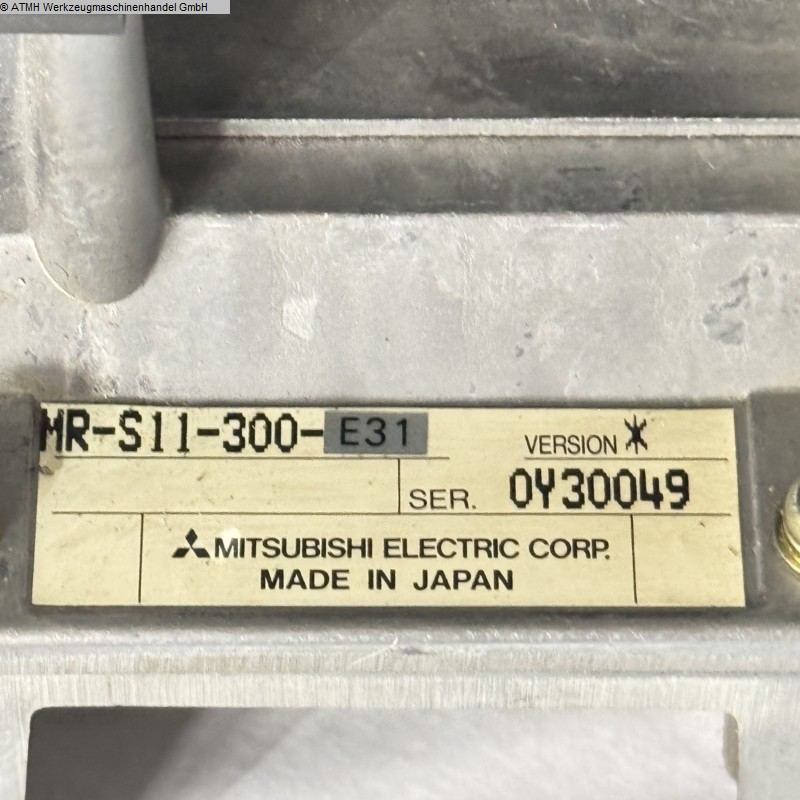 © ATMH Werkzeugmaschinenhandel GmbH
MR-S11-300-E31 VERSION *
SER. 0Y30049
MITSUBISHI ELECTRIC CORP.
MADE IN JAPAN